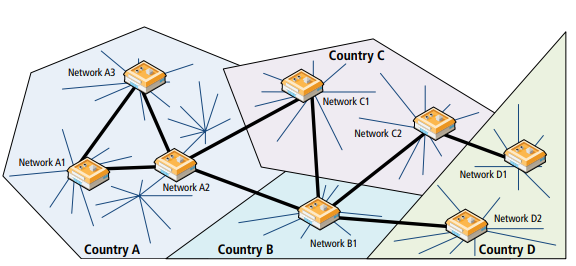 Country C
Network A3
Network C1
Network C2
Network A1
Network D1
Network A2
Network D2
Network B1
Country A
Country B
Country D